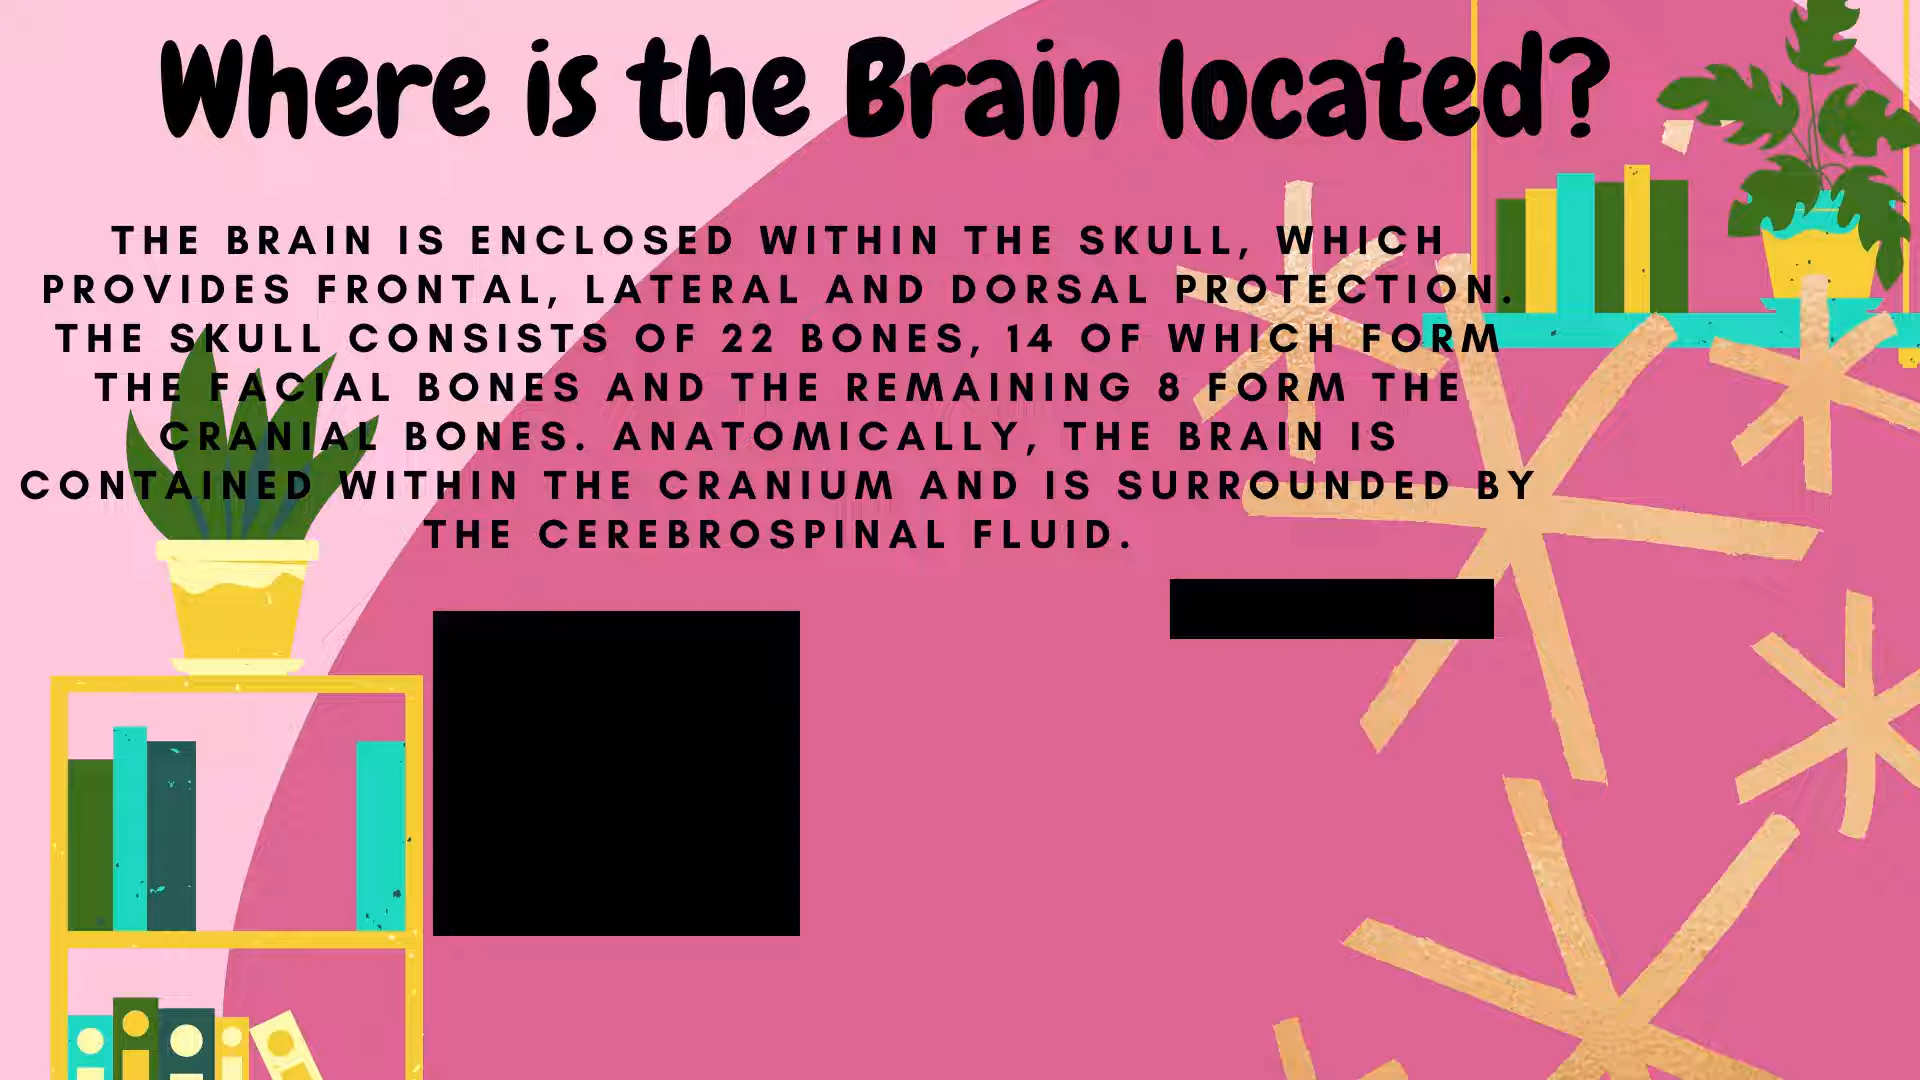 Where is the Brain located?
THE BRAIN IS ENCLOSED WITHIN THE SKULL, WHICH
PROVIDES FRONTAL, LATERAL AND DORSAL PROTECTION.
THE SKULL CONSISTS OF 22 BONES, 14 OF WHICH FORM
THE FACIAL BONES AND THE REMAINING 8 FORM THE
CRANIAL BONES. ANATOMICALLY, THE BRAIN IS
CONTAINED WITHIN THE CRANIUM AND IS SURROUNDED BY
THE CEREBROSPINAL FLUID.